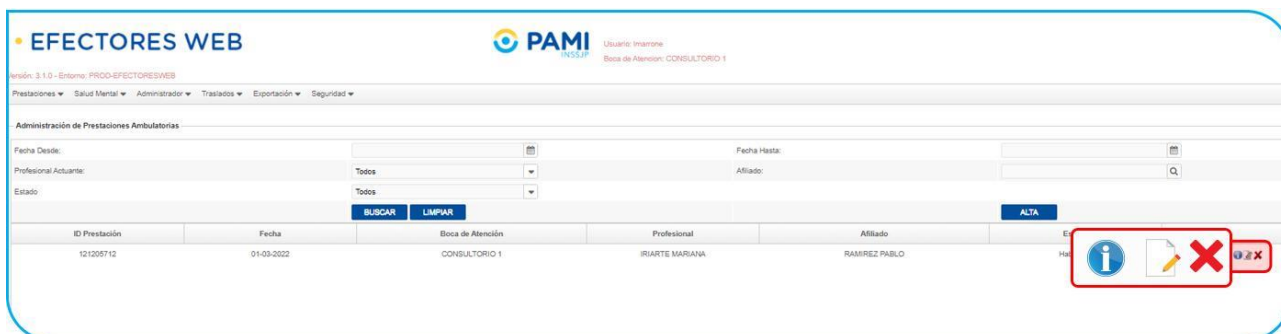 EFECTORES WEB
PAMI
INSSJP
Usuario: lmarrone
Boca de Atención: CONSULTORIO 1
Versión: 3.1.0 - Entorno: PROD-EFECTORESWEB
Prestaciones Salud Mental Administrador Traslados Exportación Seguridad
Administración de Prestaciones Ambulatorias
Fecha Desde: Fecha Hasta:
Profesional Actuante: Todos Afiliado:
Estado Todos
BUSCAR LIMPIAR ALTA
ID Prestación Fecha Boca de Atención Profesional Afiliado
121205712 01-03-2022 CONSULTORIO 1 IRIARTE MARIANA RAMIREZ PABLO